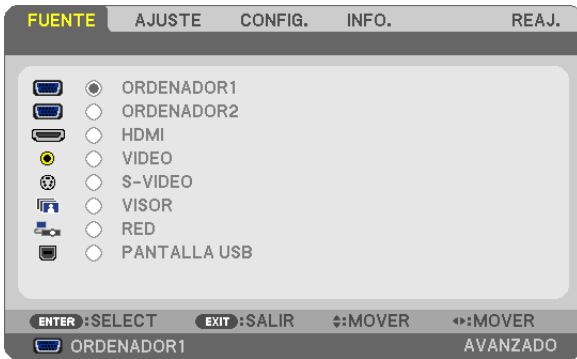 FUENTE AJUSTE CONFIG. INFO. REAJ.
ORDENADOR1
ORDENADOR2
HDMI
VIDEO
S-VIDEO
VISOR
RED
PANTALLA USB
ENTER :SELECT EXIT :SALIR :MOVER :MOVER
ORDENADOR1 AVANZADO